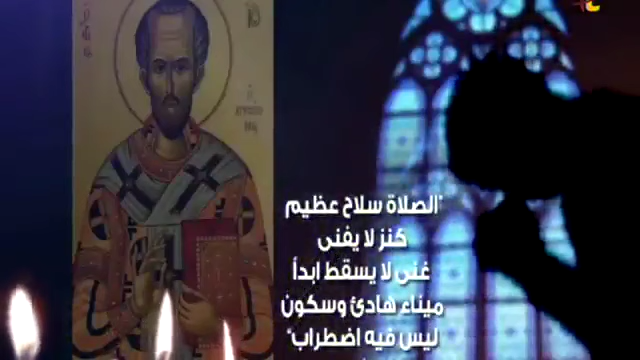 "الصلاة سلاح عظيم
كنز لا يفنى
غنى لا يسقط ابداً
ميناء هادئ وسكون
ليس فيه اضطراب"